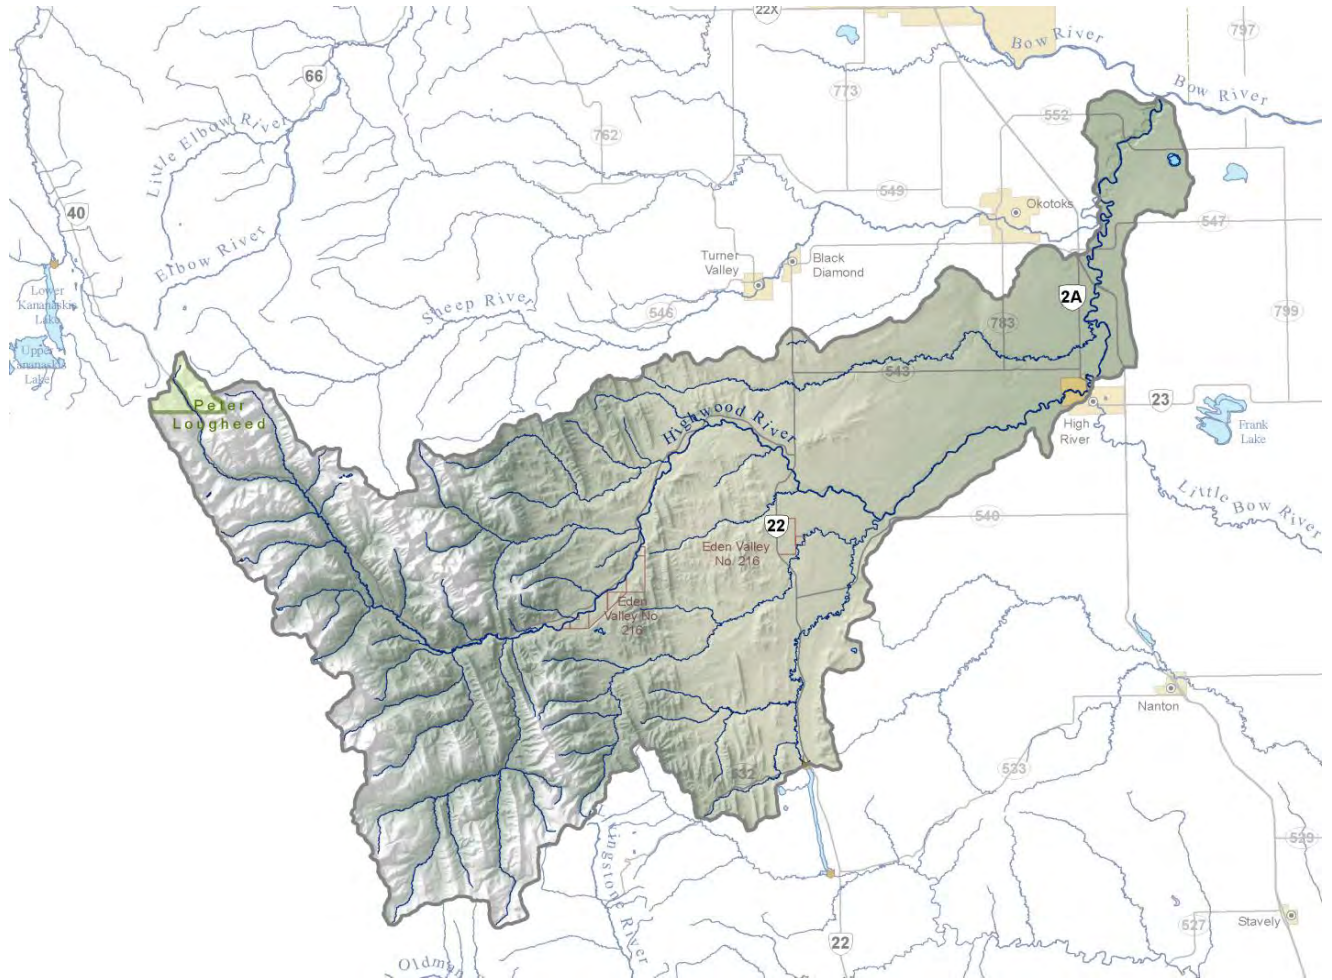 22X
Bow River
797
Bow River
66
773
Little Elbow River
762
552
549
Okotoks
40
547
Elbow River
Turner
Valley
Black
Diamond
Lower
Kananaskis
Lake
2A
Sheep River
546
783
799
Upper
Kananaskis
Lake
543
Peter
Lougheed
Highwood River
23
High
River
Frank
Lake
Little Bow River
22
540
Eden Valley
No. 216
Eden
Valley No
216
Nanton
532
533
529
Livingstone River
Stavely
527
22
Oldman